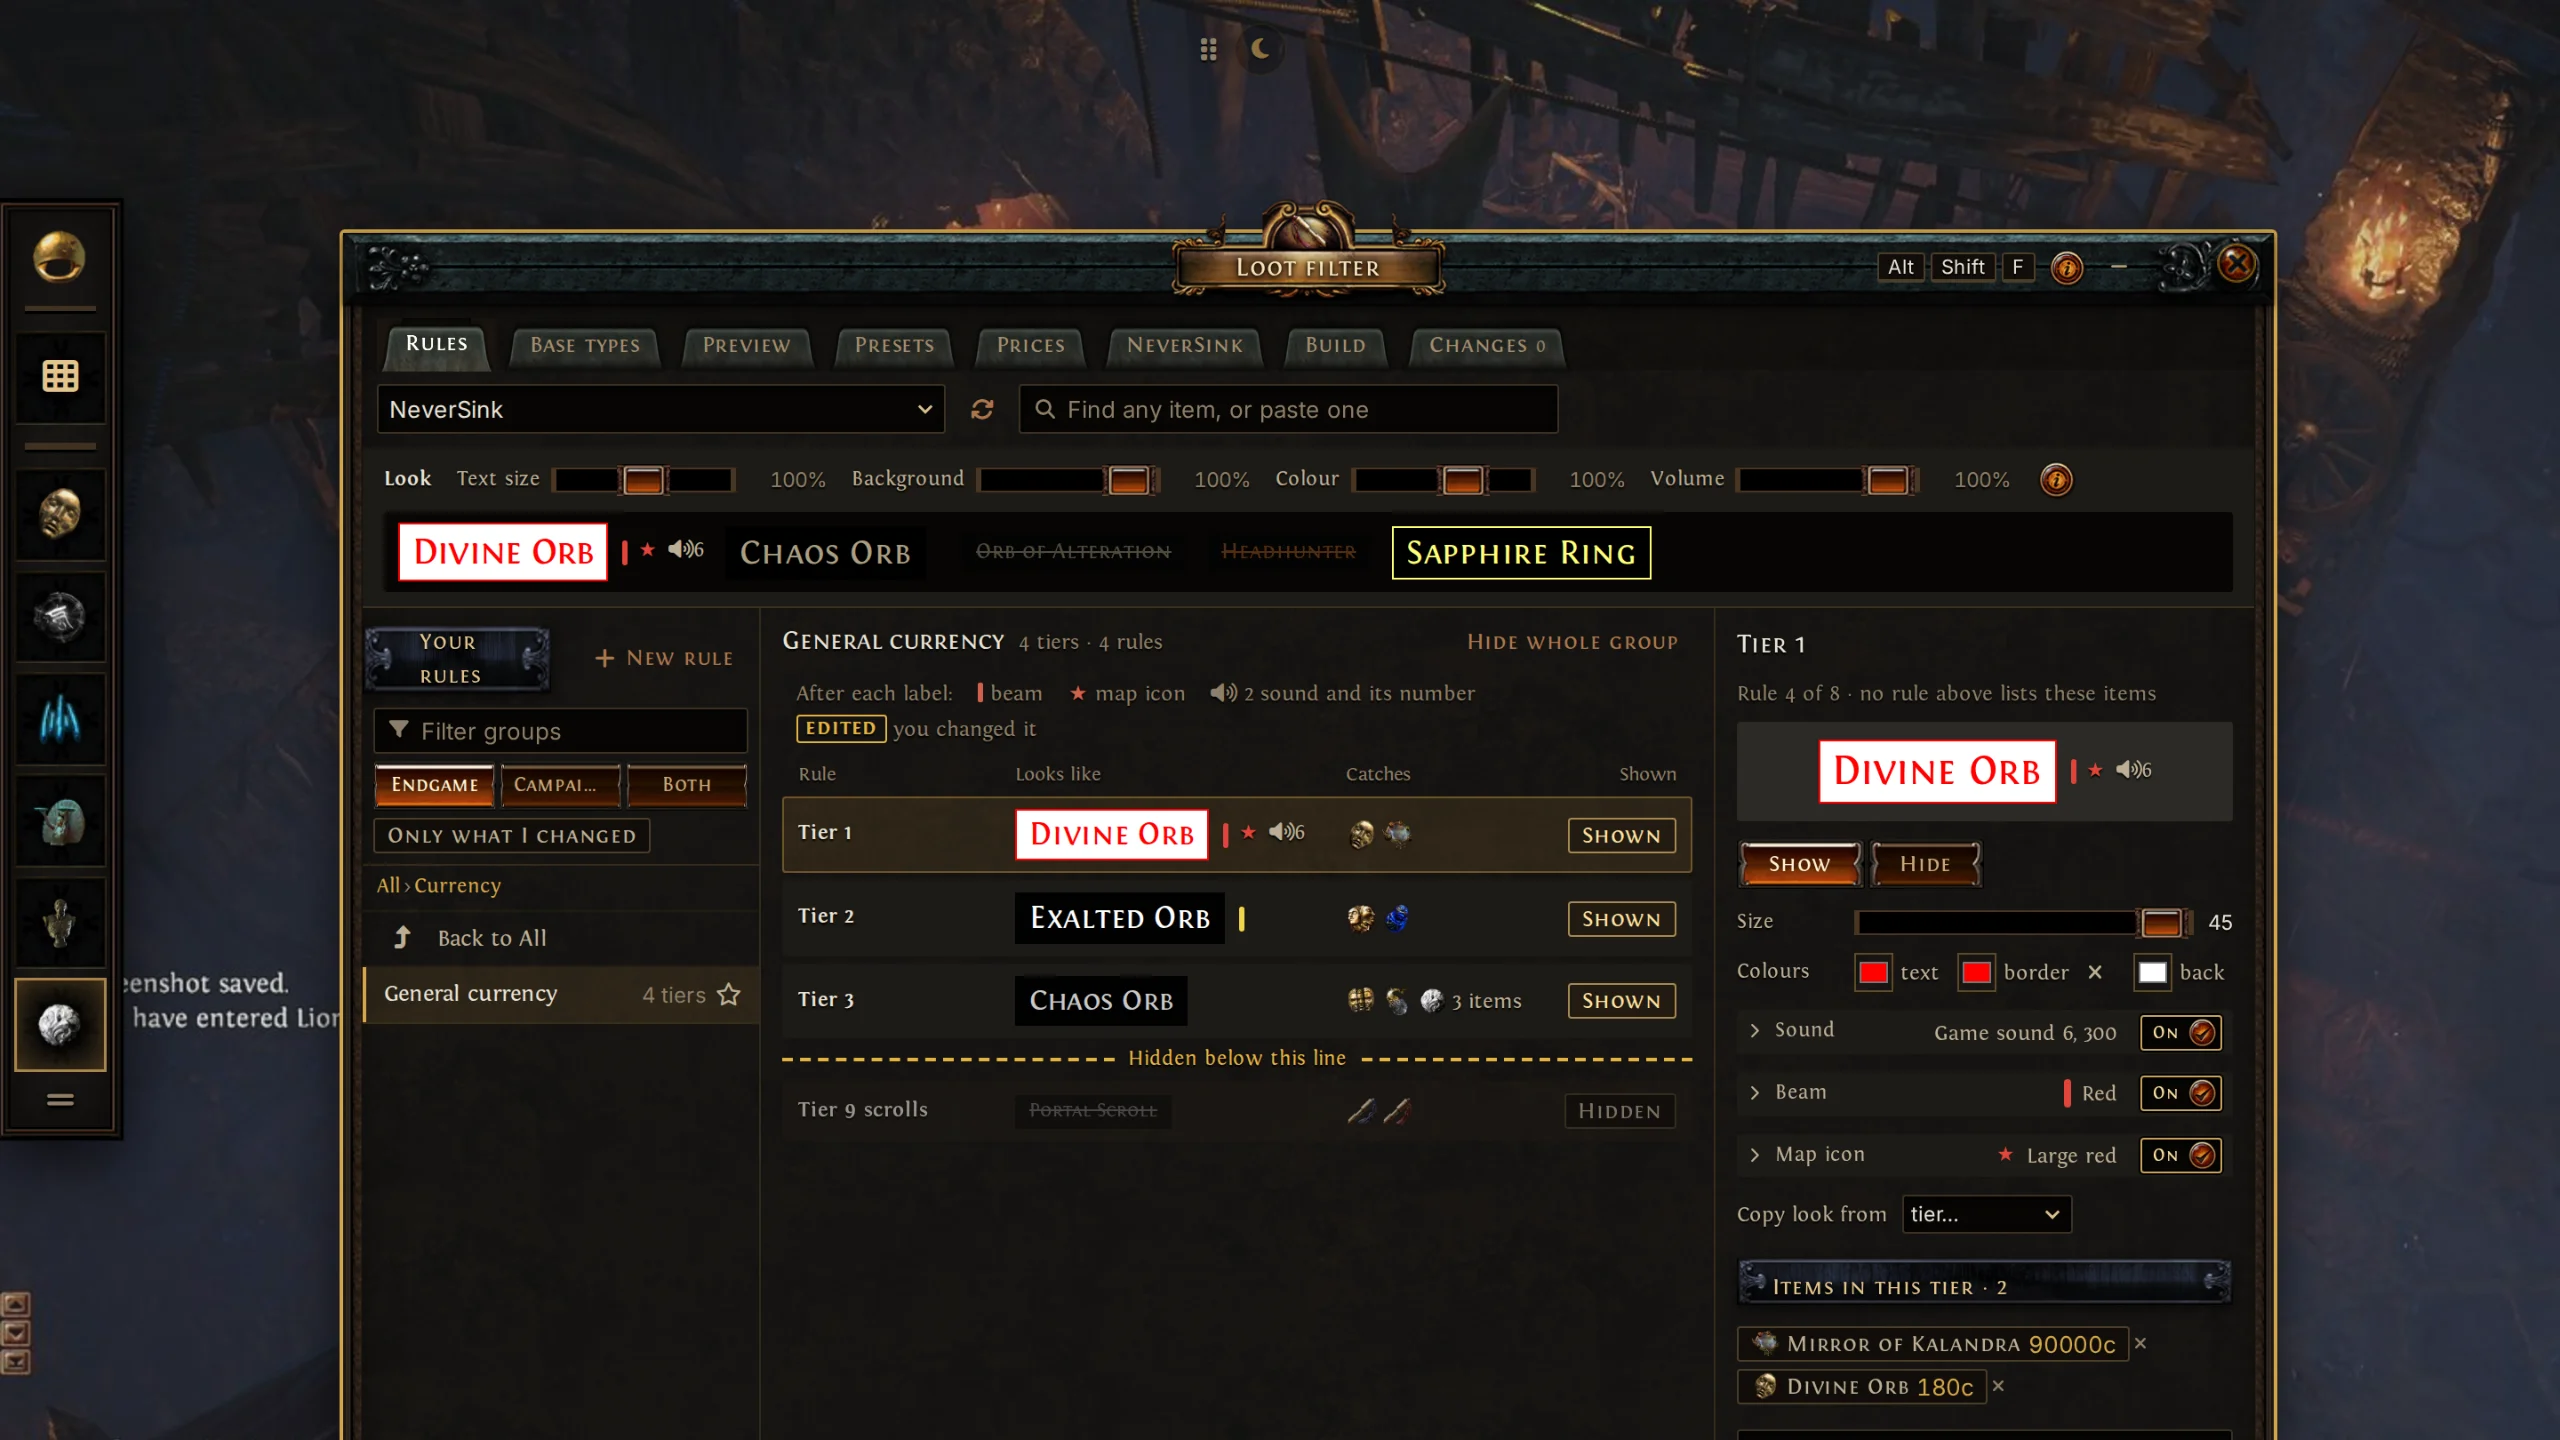 LOOT FILTER
Alt Shift F
RULES BASE TYPES PREVIEW PRESETS PRICES NEVERSINK BUILD CHANGES 0
NeverSink
Find any item, or paste one
Look Text size 100% Background 100% Colour 100% Volume 100%
DIVINE ORB 6 CHAOS ORB ORB OF ALTERATION HEADHUNTER SAPPHIRE RING
YOUR RULES
+ NEW RULE
Filter groups
ENDGAME CAMPAI... BOTH
ONLY WHAT I CHANGED
All › Currency
Back to All
General currency 4 tiers
GENERAL CURRENCY 4 tiers · 4 rules HIDE WHOLE GROUP
After each label: beam map icon 2 sound and its number
EDITED you changed it
Rule Looks like Catches Shown
Tier 1 DIVINE ORB 6 SHOWN
Tier 2 EXALTED ORB SHOWN
Tier 3 CHAOS ORB 3 items SHOWN
Hidden below this line
Tier 9 scrolls PORTAL SCROLL HIDDEN
TIER 1
Rule 4 of 8 · no rule above lists these items
DIVINE ORB 6
SHOW HIDE
Size 45
Colours text border × back
Sound Game sound 6, 300 ON
Beam Red ON
Map icon Large red ON
Copy look from tier...
ITEMS IN THIS TIER · 2
MIRROR OF KALANDRA 90000c ×
DIVINE ORB 180c ×
eenshot saved.
have entered Lior